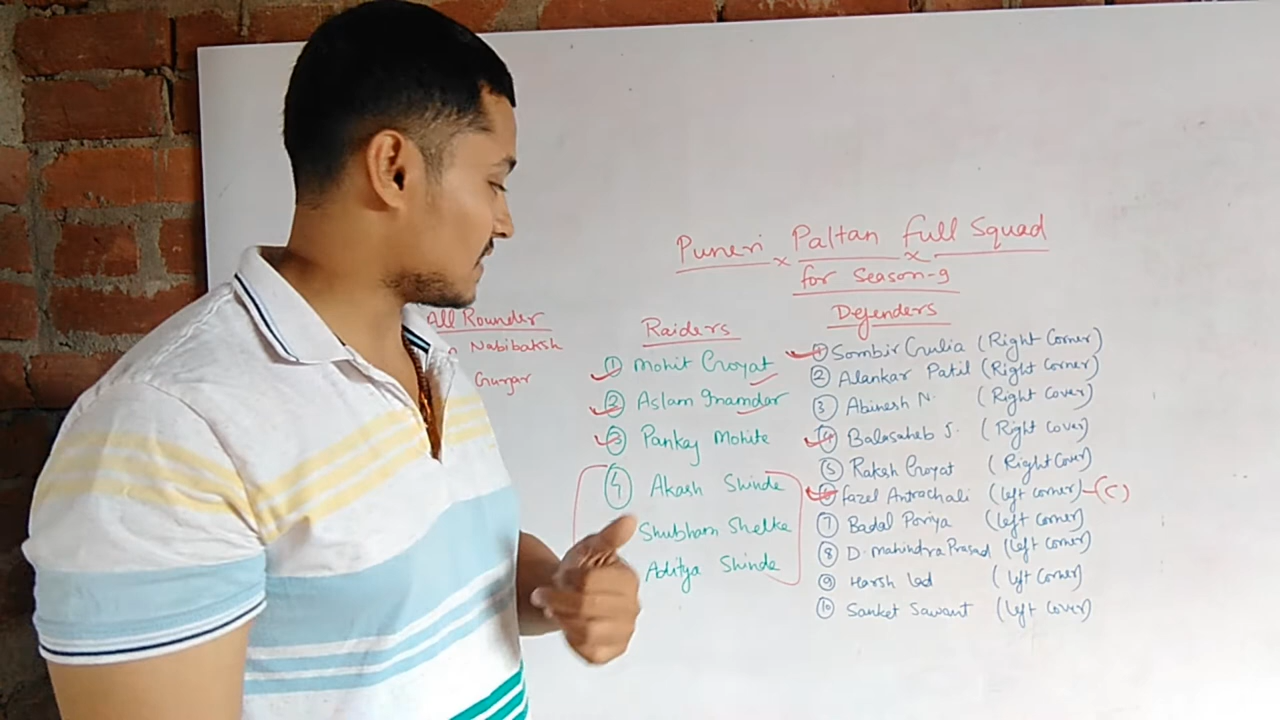 Puneri x Paltan x full Squad
for Season-9
All Rounder
Nabibaksh
Gurjar
Raiders
① Mohit Goyat
② Aslam Inamdar
③ Pankaj Mohite
④ Akash Shinde
Shubham Shelke
Aditya Shinde
Defenders
① Sombir Gulia (Right Corner)
② Alankar Patil (Right Corner)
③ Abinesh N. (Right Cover)
④ Balasaheb J. (Right Cover)
⑤ Rakesh Goyat (Right Cover)
⑥ fazel Antrachali (left corner) - (C)
⑦ Badal Poriya (left Corner)
⑧ D. Mahindra Prasad (left Corner)
⑨ Harsh Lad (left Corner)
⑩ Sanket Sawant (left Cover)